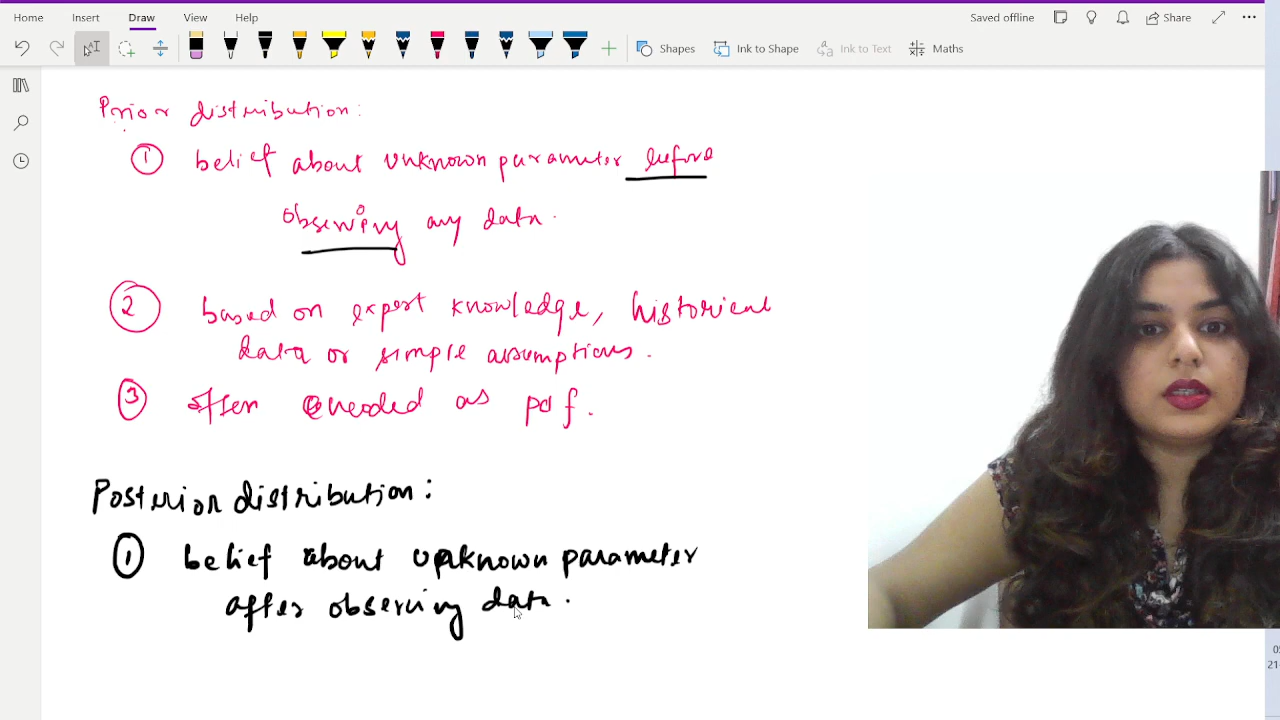 Home Insert Draw View Help Saved offline Share
Shapes Ink to Shape Ink to Text Maths
Prior distribution:
① belief about unknown parameter before
observing any data.
② based on expert knowledge, historical
data or simple assumptions.
③ often encoded as pdf.
Posterior distribution:
① belief about unknown parameter
after observing data.
05
21-